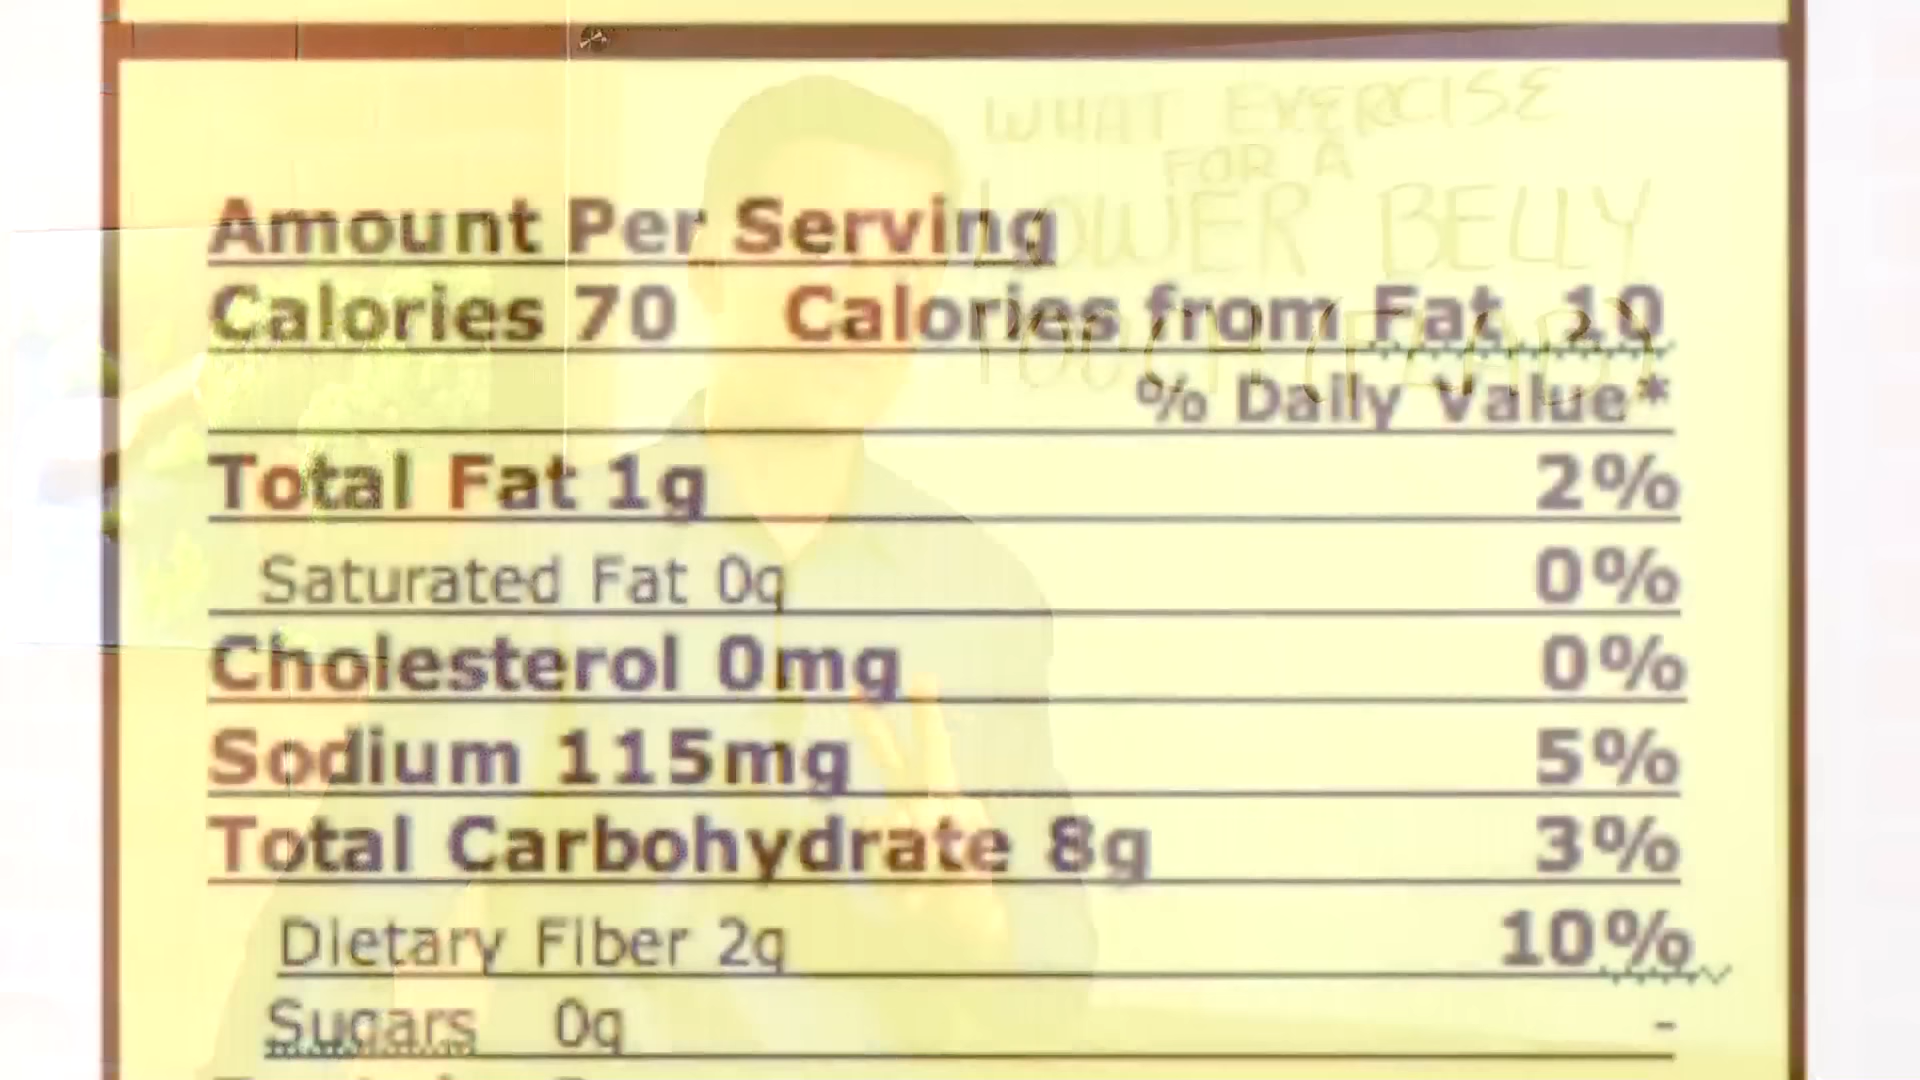 WHAT EXERCISE
FOR A
LOWER BELLY
POUCH (FLAB)
Amount Per Serving
Calories 70 Calories from Fat 10
% Daily Value*
Total Fat 1g 2%
Saturated Fat 0g 0%
Cholesterol 0mg 0%
Sodium 115mg 5%
Total Carbohydrate 8g 3%
Dietary Fiber 2g 10%
Sugars 0g -